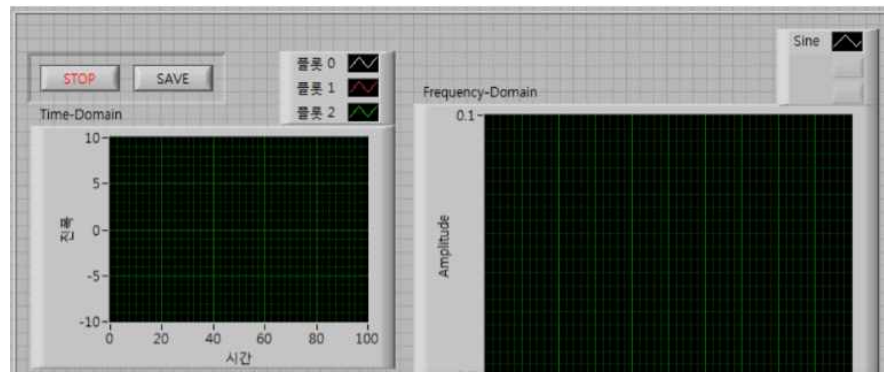 STOP SAVE
플롯 0
플롯 1
플롯 2
Time-Domain
진폭
10
5
0
-5
-10
0 20 40 60 80 100
시간
Sine
Frequency-Domain
0.1
Amplitude